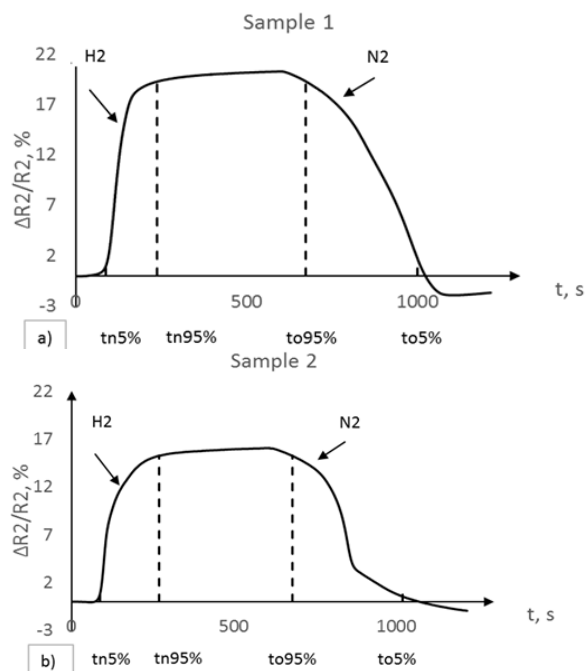 Sample 1
22
H2
N2
17
ΔR2/R2, %
12
7
2
-3
0
500
1000
t, s
a)
tn5%
tn95%
to95%
to5%
Sample 2
22
H2
N2
17
ΔR2/R2, %
12
7
2
-3
0
500
1000
t, s
b)
tn5%
tn95%
to95%
to5%